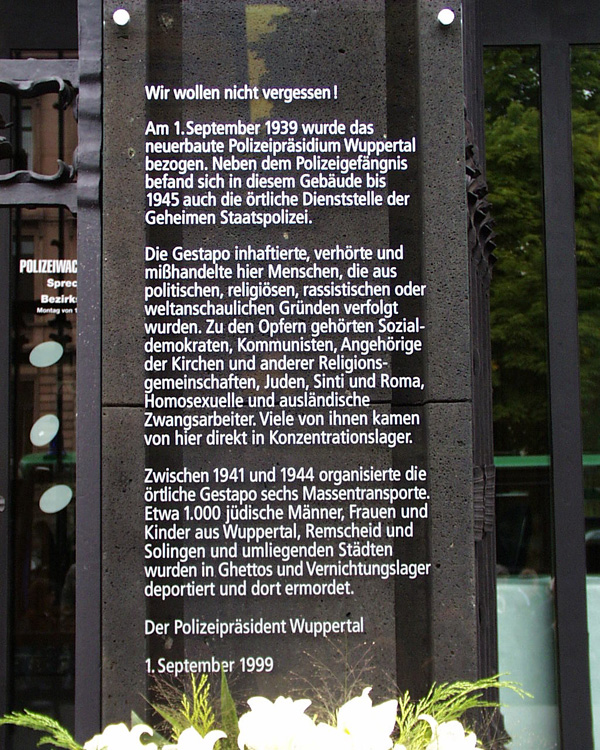 Wir wollen nicht vergessen!
Am 1. September 1939 wurde das
neuerbaute Polizeipräsidium Wuppertal
bezogen. Neben dem Polizeigefängnis
befand sich in diesem Gebäude bis
1945 auch die örtliche Dienststelle der
Geheimen Staatspolizei.
Die Gestapo inhaftierte, verhörte und
mißhandelte hier Menschen, die aus
politischen, religiösen, rassistischen oder
weltanschaulichen Gründen verfolgt
wurden. Zu den Opfern gehörten Sozial-
demokraten, Kommunisten, Angehörige
der Kirchen und anderer Religions-
gemeinschaften, Juden, Sinti und Roma,
Homosexuelle und ausländische
Zwangsarbeiter. Viele von ihnen kamen
von hier direkt in Konzentrationslager.
Zwischen 1941 und 1944 organisierte die
örtliche Gestapo sechs Massentransporte.
Etwa 1.000 jüdische Männer, Frauen und
Kinder aus Wuppertal, Remscheid und
Solingen und umliegenden Städten
wurden in Ghettos und Vernichtungslager
deportiert und dort ermordet.
Der Polizeipräsident Wuppertal
1. September 1999
POLIZEIWAC
Sprec
Bezirks
Montag von 1